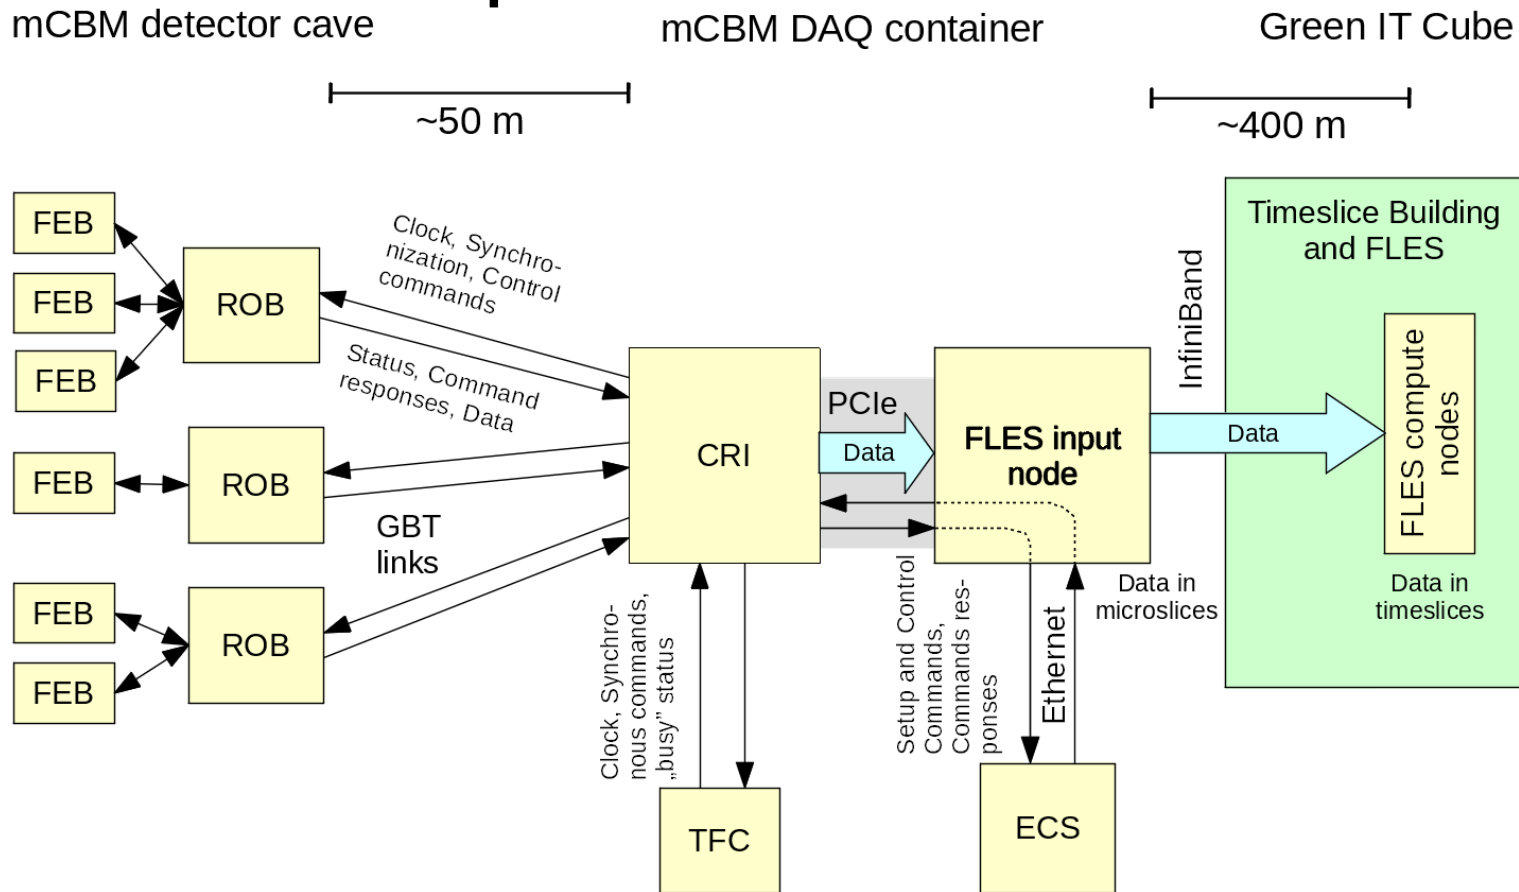 mCBM detector cave
mCBM DAQ container
Green IT Cube
~50 m
~400 m
FEB
FEB
FEB
ROB
Clock, Synchro-
nization, Control
commands
Status, Command
responses, Data
FEB
ROB
GBT
links
FEB
FEB
ROB
CRI
PCIe
Data
FLES input
node
InfiniBand
Data
Timeslice Building
and FLES
FLES compute
nodes
Data in
microslices
Data in
timeslices
Clock, Synchro-
nous commands,
„busy” status
Setup and Control
Commands,
Commands res-
ponses
Ethernet
TFC
ECS